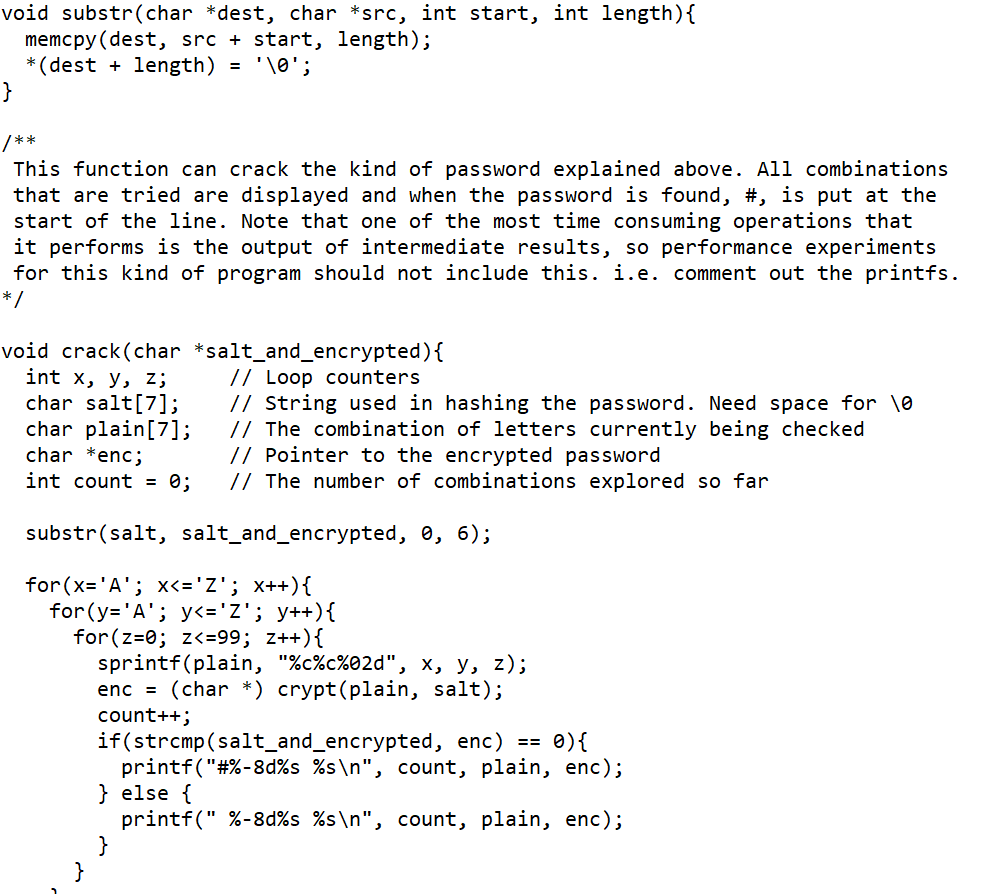 void substr(char *dest, char *src, int start, int length){
  memcpy(dest, src + start, length);
  *(dest + length) = '\0';
}

/**
 This function can crack the kind of password explained above. All combinations
 that are tried are displayed and when the password is found, #, is put at the
 start of the line. Note that one of the most time consuming operations that
 it performs is the output of intermediate results, so performance experiments
 for this kind of program should not include this. i.e. comment out the printfs.
*/

void crack(char *salt_and_encrypted){
  int x, y, z;     // Loop counters
  char salt[7];    // String used in hashing the password. Need space for \0
  char plain[7];   // The combination of letters currently being checked
  char *enc;       // Pointer to the encrypted password
  int count = 0;   // The number of combinations explored so far

  substr(salt, salt_and_encrypted, 0, 6);

  for(x='A'; x<='Z'; x++){
    for(y='A'; y<='Z'; y++){
      for(z=0; z<=99; z++){
        sprintf(plain, "%c%c%02d", x, y, z);
        enc = (char *) crypt(plain, salt);
        count++;
        if(strcmp(salt_and_encrypted, enc) == 0){
          printf("#%-8d%s %s\n", count, plain, enc);
        } else {
          printf(" %-8d%s %s\n", count, plain, enc);
        }
      }